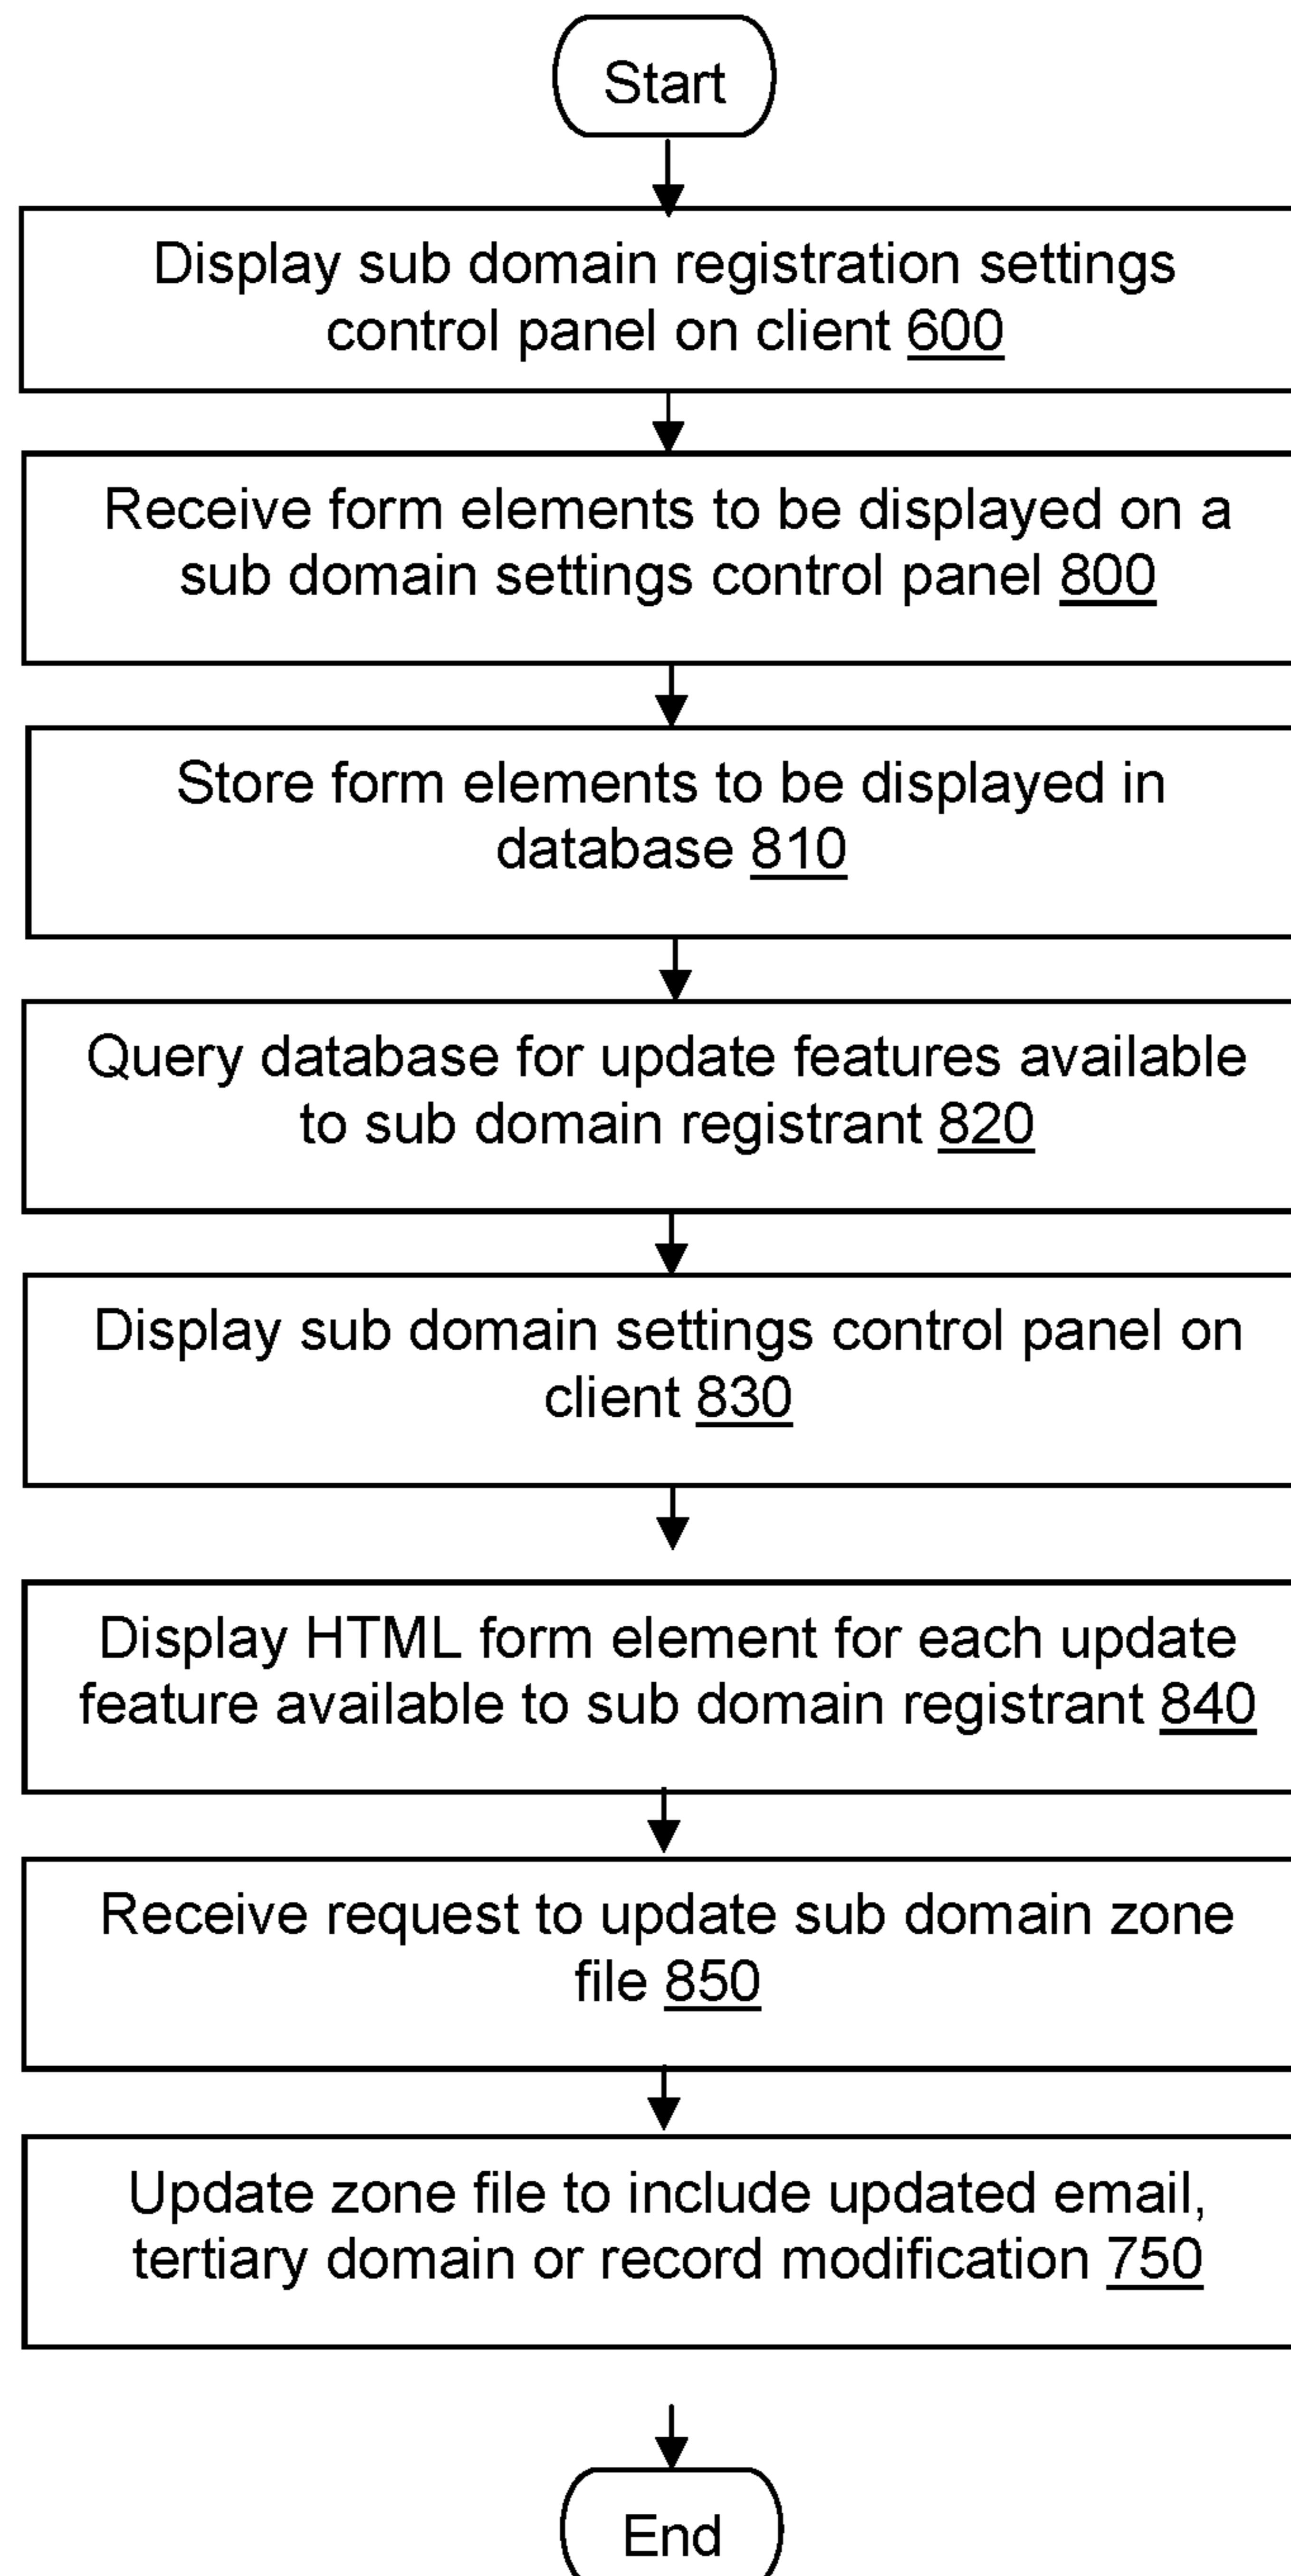 Start
Display sub domain registration settings
control panel on client 600
Receive form elements to be displayed on a
sub domain settings control panel 800
Store form elements to be displayed in
database 810
Query database for update features available
to sub domain registrant 820
Display sub domain settings control panel on
client 830
Display HTML form element for each update
feature available to sub domain registrant 840
Receive request to update sub domain zone
file 850
Update zone file to include updated email,
tertiary domain or record modification 750
End